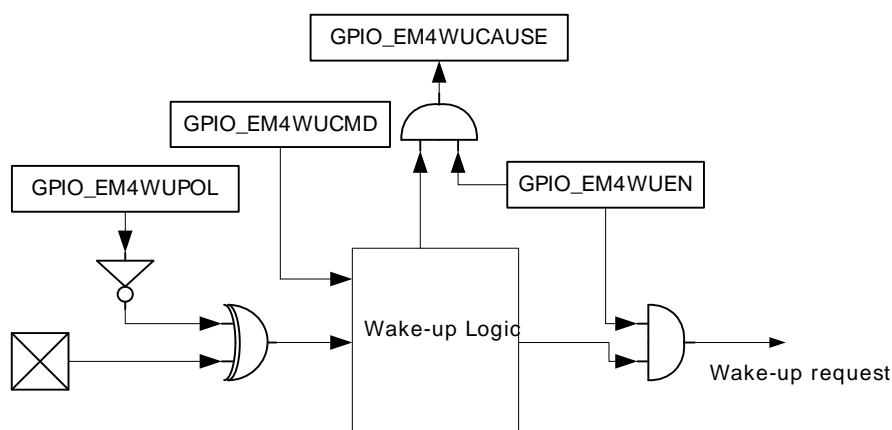 GPIO_EM4WUCAUSE
GPIO_EM4WUCMD
GPIO_EM4WUPOL
GPIO_EM4WUEN
Wake-up Logic
Wake-up request